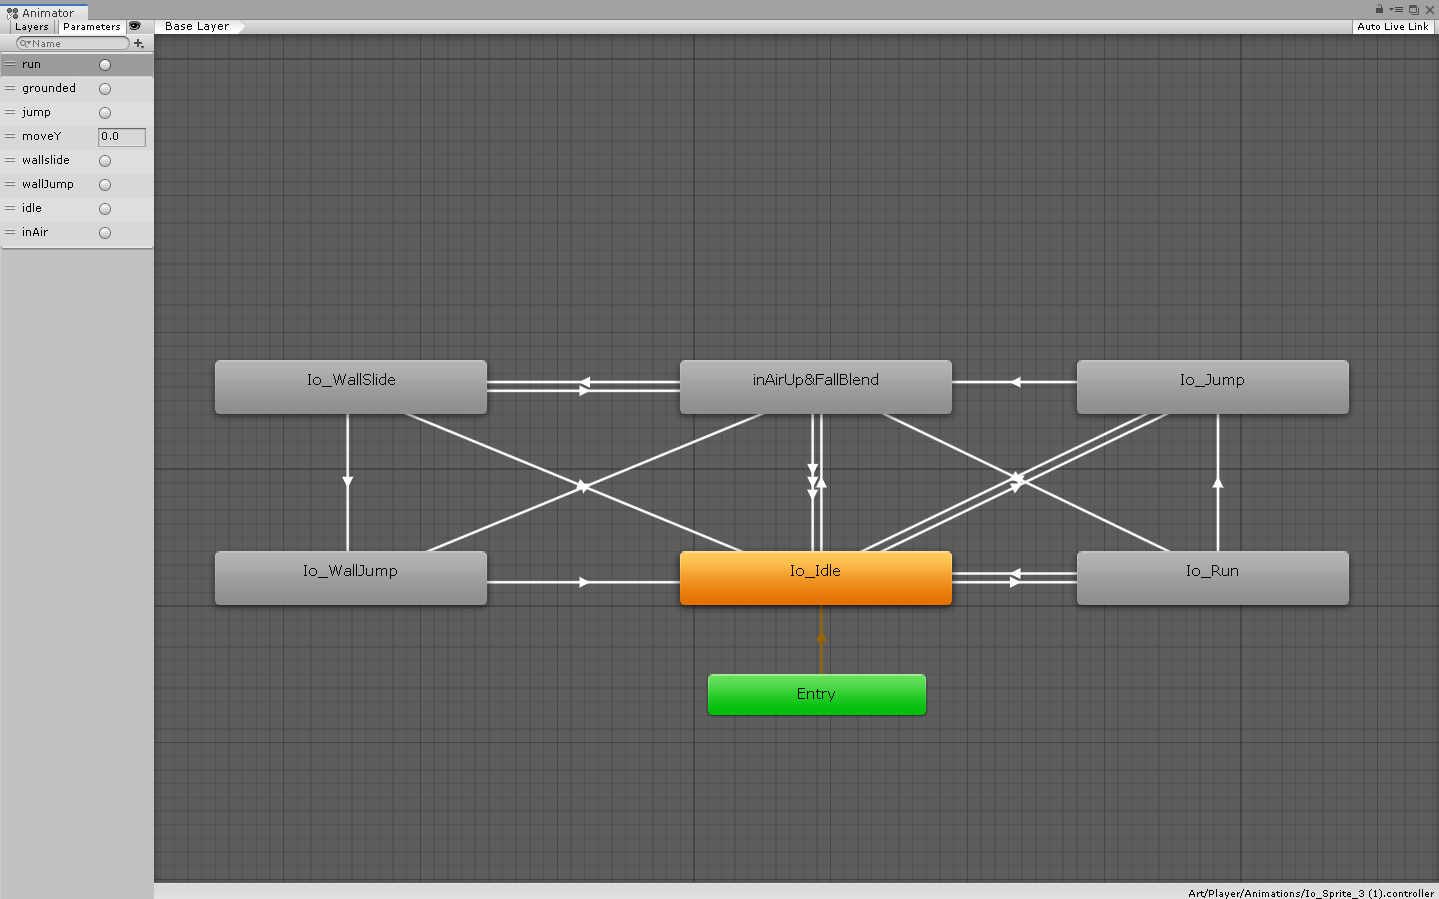 Animator
Layers Parameters Base Layer Auto Live Link
Name
run
grounded
jump
moveY 0.0
wallslide
wallJump
idle
inAir
Io_WallSlide inAirUp&FallBlend Io_Jump
Io_WallJump Io_Idle Io_Run
Entry
Art/Player/Animations/Io_Sprite_3 (1).controller